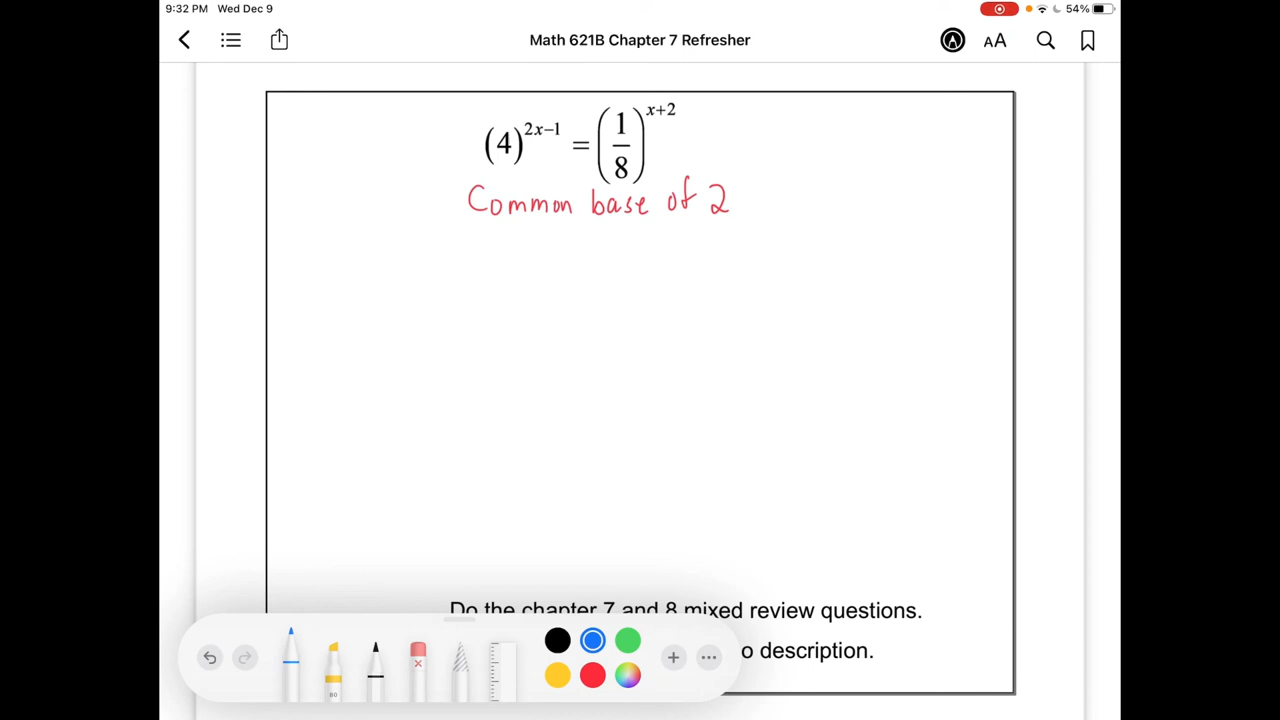 9:32 PM Wed Dec 9
54%
Math 621B Chapter 7 Refresher
AA
(4)^{2x−1} = (1/8)^{x+2}
Common base of 2
Do the chapter 7 and 8 mixed review questions.
o description.
80